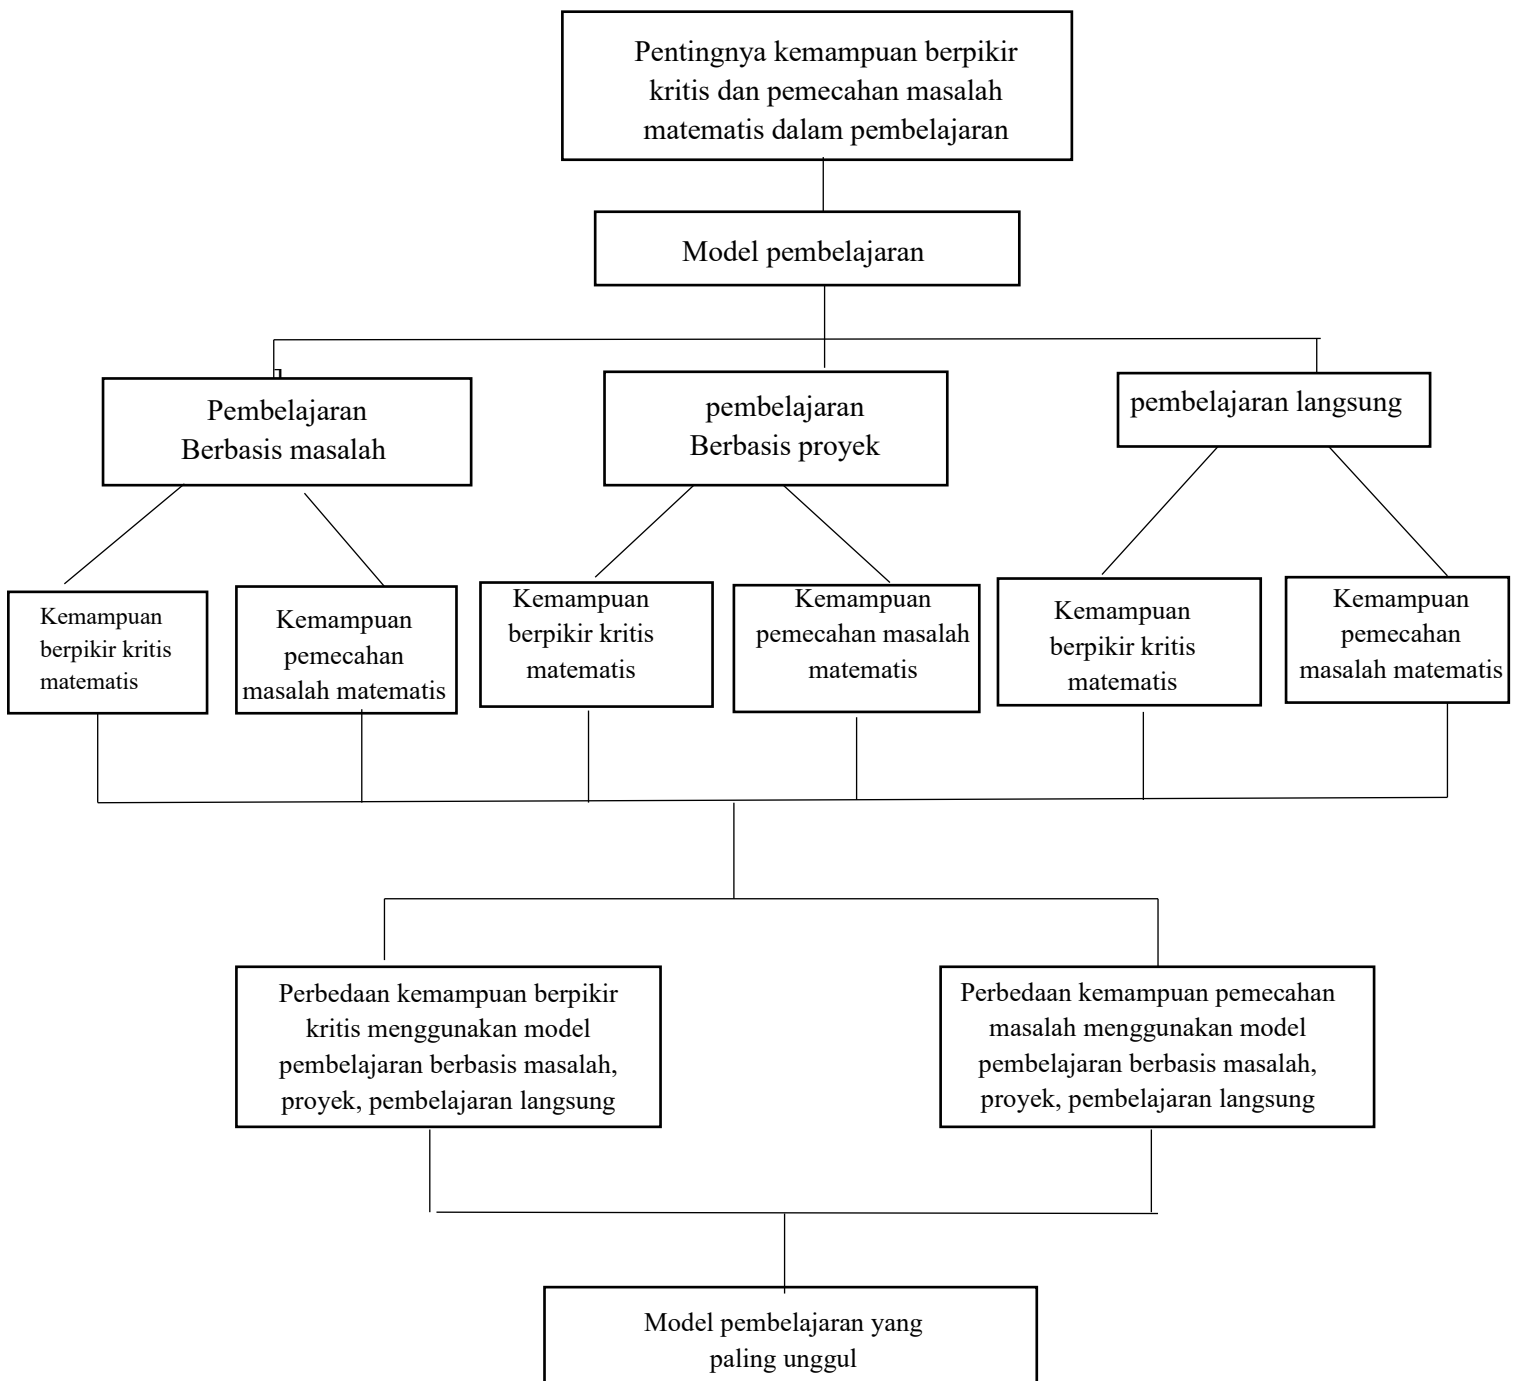 Pentingnya kemampuan berpikir
kritis dan pemecahan masalah
matematis dalam pembelajaran
Model pembelajaran
Pembelajaran
Berbasis masalah
pembelajaran
Berbasis proyek
pembelajaran langsung
Kemampuan
berpikir kritis
matematis
Kemampuan
pemecahan
masalah matematis
Kemampuan
berpikir kritis
matematis
Kemampuan
pemecahan masalah
matematis
Kemampuan
berpikir kritis
matematis
Kemampuan
pemecahan
masalah matematis
Perbedaan kemampuan berpikir
kritis menggunakan model
pembelajaran berbasis masalah,
proyek, pembelajaran langsung
Perbedaan kemampuan pemecahan
masalah menggunakan model
pembelajaran berbasis masalah,
proyek, pembelajaran langsung
Model pembelajaran yang
paling unggul